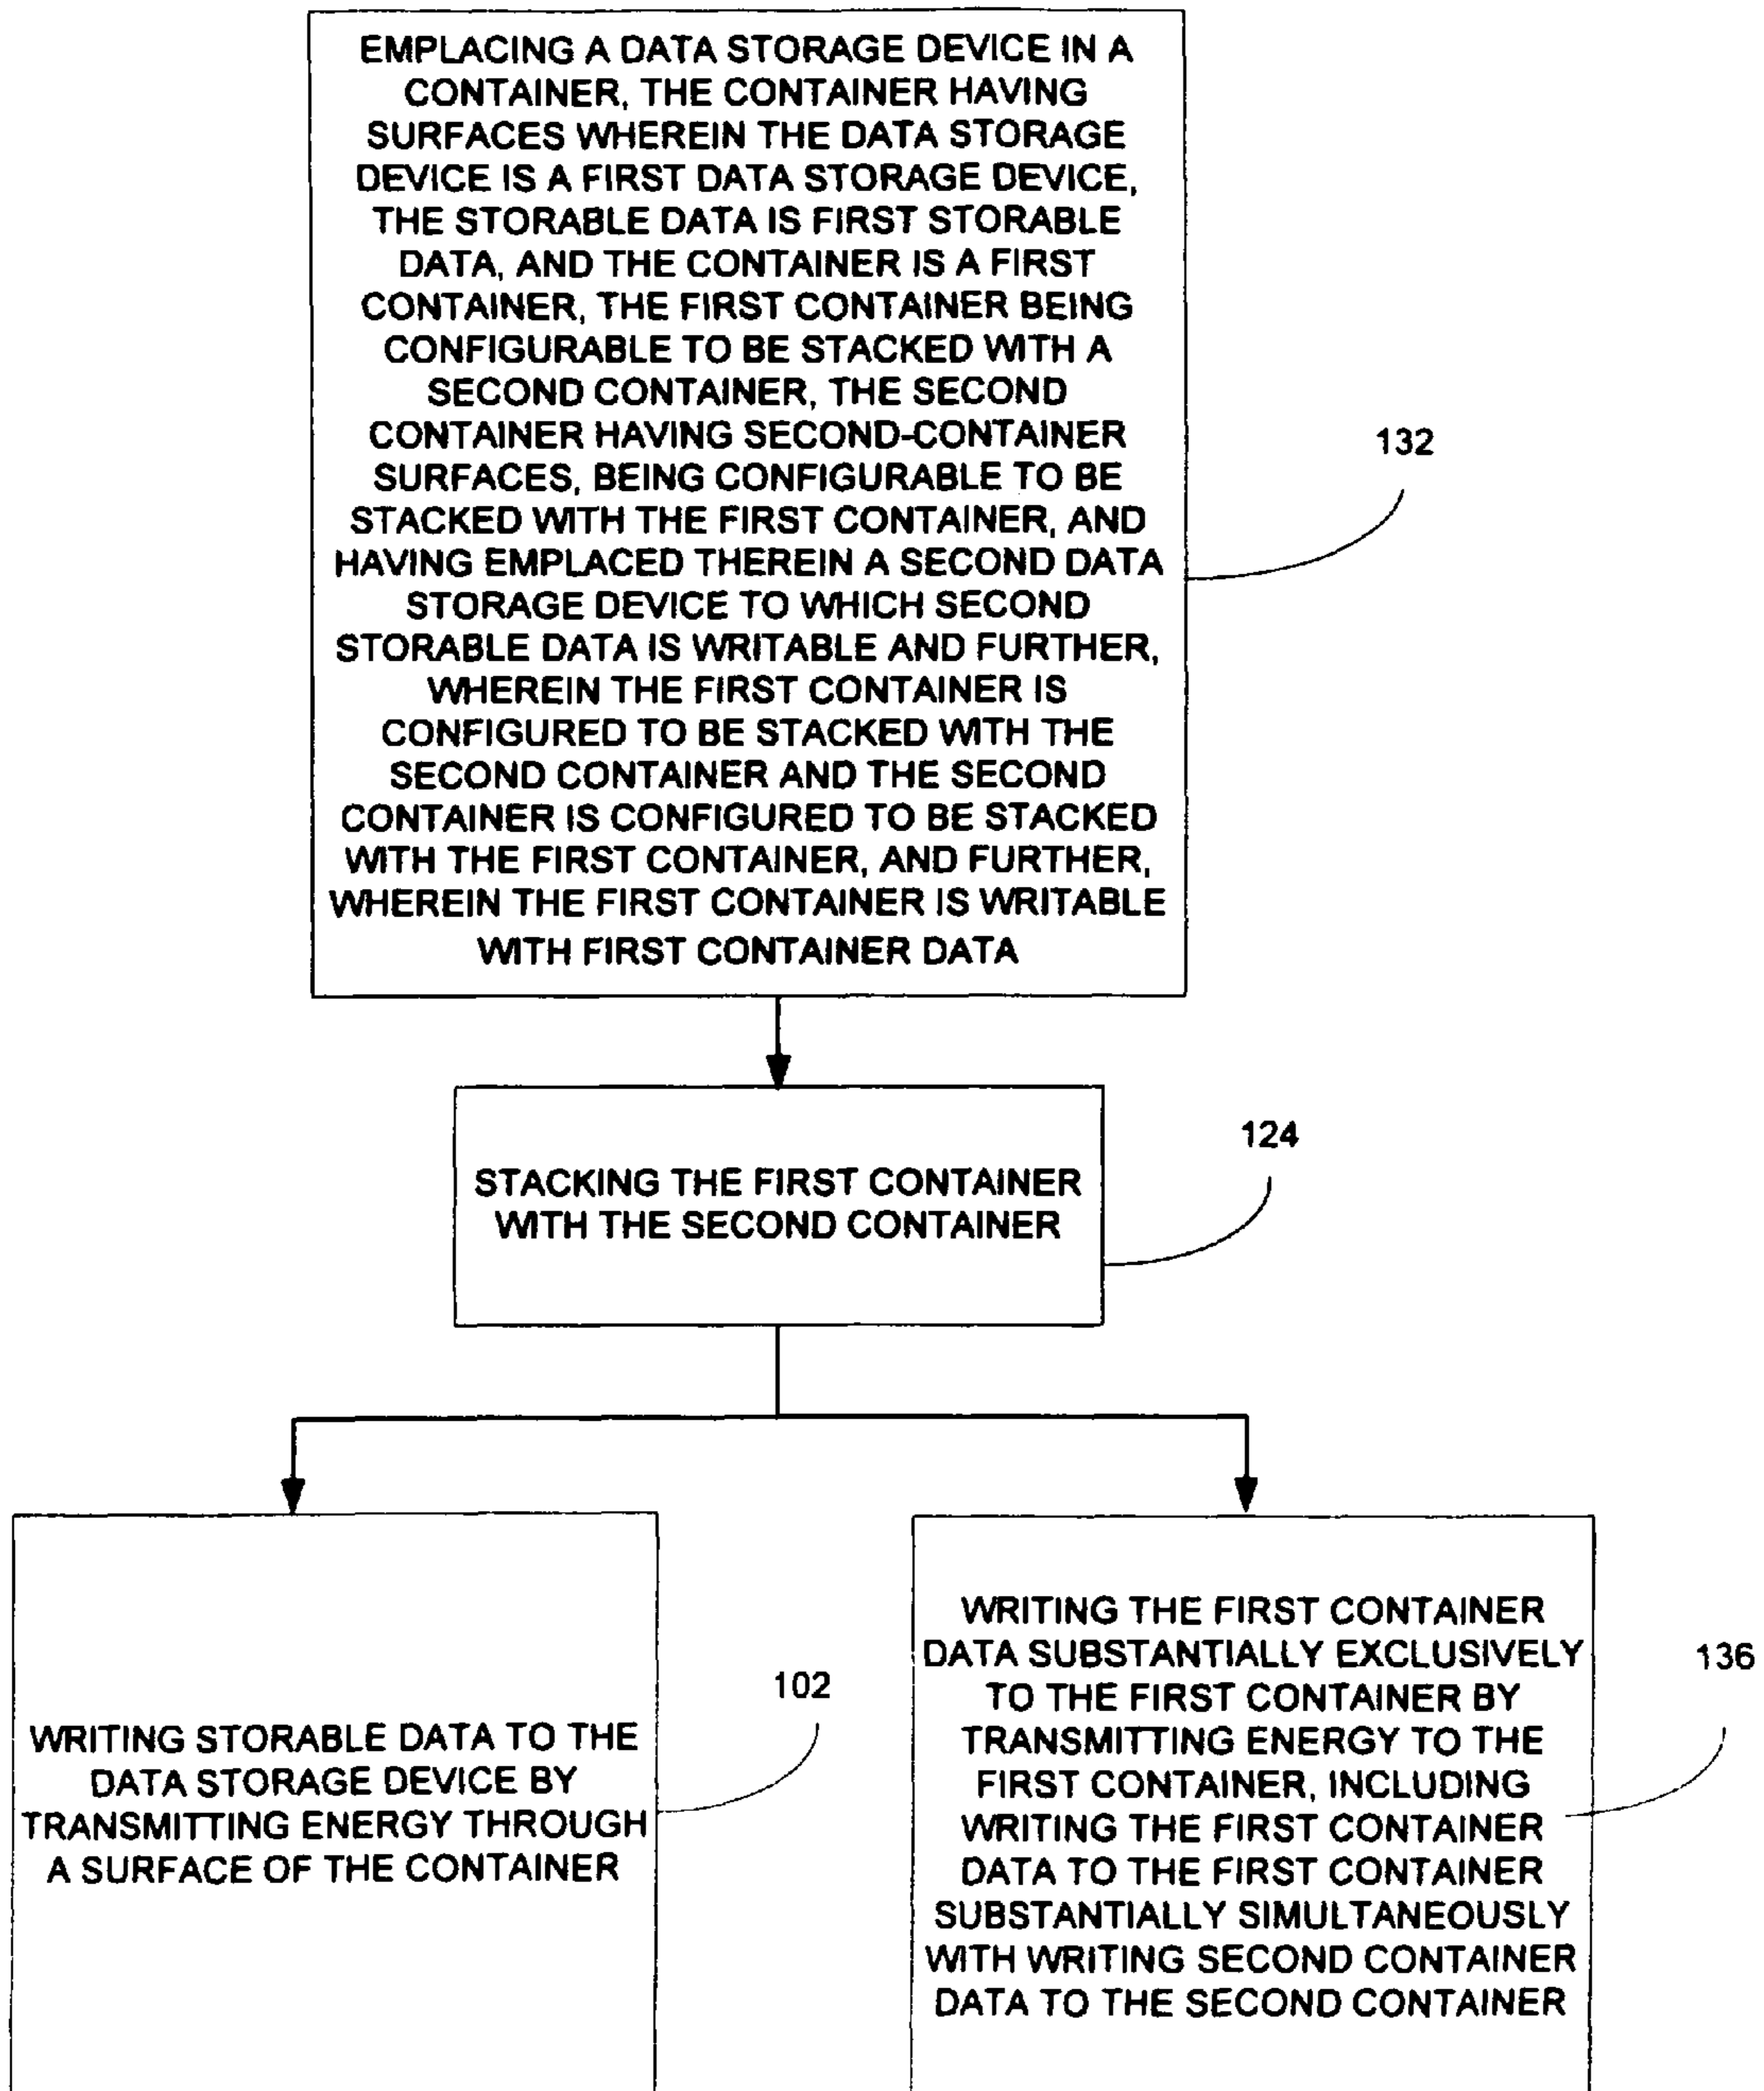 EMPLACING A DATA STORAGE DEVICE IN A
CONTAINER, THE CONTAINER HAVING
SURFACES WHEREIN THE DATA STORAGE
DEVICE IS A FIRST DATA STORAGE DEVICE,
THE STORABLE DATA IS FIRST STORABLE
DATA, AND THE CONTAINER IS A FIRST
CONTAINER, THE FIRST CONTAINER BEING
CONFIGURABLE TO BE STACKED WITH A
SECOND CONTAINER, THE SECOND
CONTAINER HAVING SECOND-CONTAINER
SURFACES, BEING CONFIGURABLE TO BE
STACKED WITH THE FIRST CONTAINER, AND
HAVING EMPLACED THEREIN A SECOND DATA
STORAGE DEVICE TO WHICH SECOND
STORABLE DATA IS WRITABLE AND FURTHER,
WHEREIN THE FIRST CONTAINER IS
CONFIGURED TO BE STACKED WITH THE
SECOND CONTAINER AND THE SECOND
CONTAINER IS CONFIGURED TO BE STACKED
WITH THE FIRST CONTAINER, AND FURTHER,
WHEREIN THE FIRST CONTAINER IS WRITABLE
WITH FIRST CONTAINER DATA
132
STACKING THE FIRST CONTAINER
WITH THE SECOND CONTAINER
124
WRITING STORABLE DATA TO THE
DATA STORAGE DEVICE BY
TRANSMITTING ENERGY THROUGH
A SURFACE OF THE CONTAINER
102
WRITING THE FIRST CONTAINER
DATA SUBSTANTIALLY EXCLUSIVELY
TO THE FIRST CONTAINER BY
TRANSMITTING ENERGY TO THE
FIRST CONTAINER, INCLUDING
WRITING THE FIRST CONTAINER
DATA TO THE FIRST CONTAINER
SUBSTANTIALLY SIMULTANEOUSLY
WITH WRITING SECOND CONTAINER
DATA TO THE SECOND CONTAINER
136